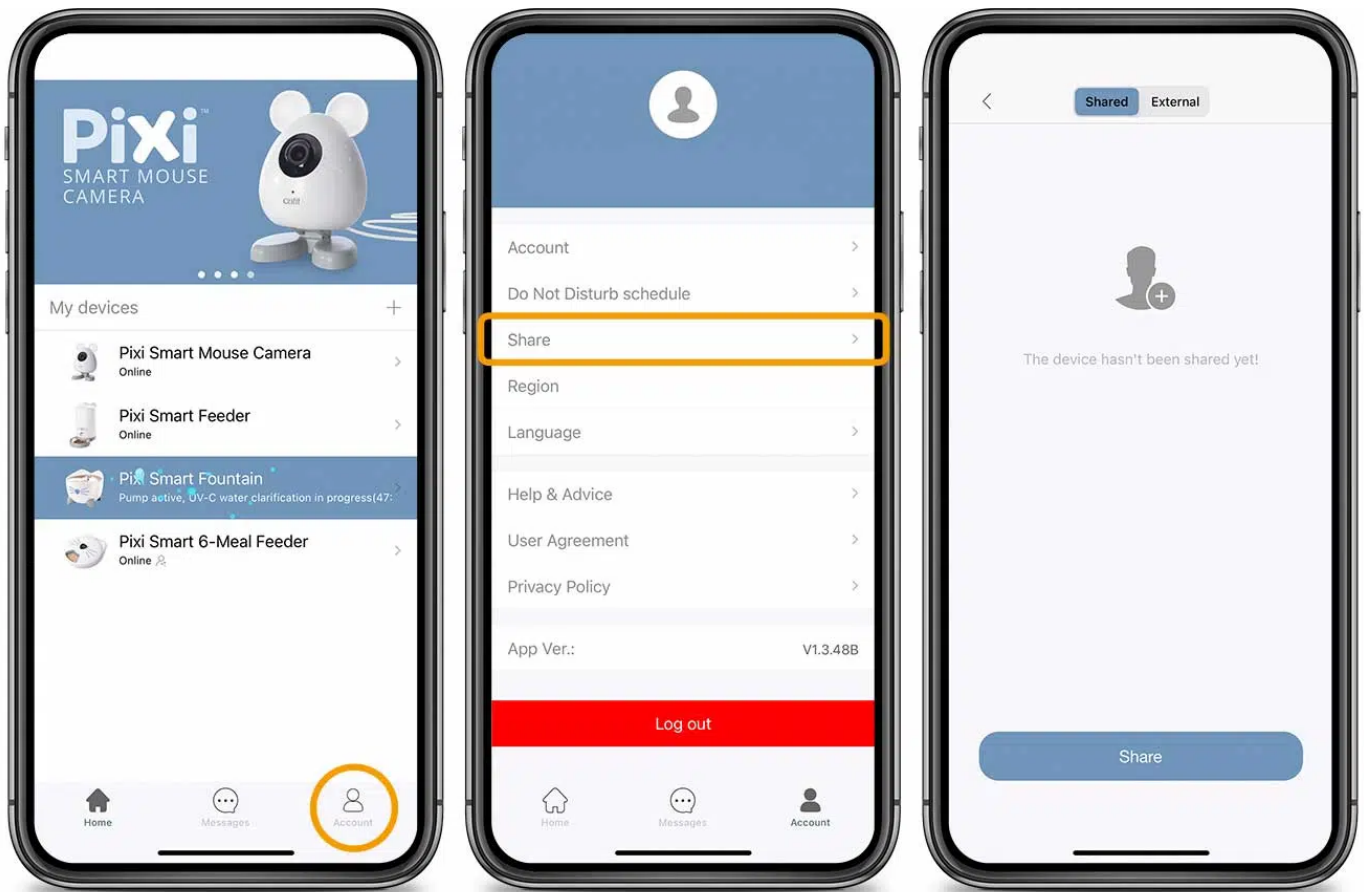 PiXi™
SMART MOUSE
CAMERA
catit
My devices
+
Pixi Smart Mouse Camera
Online
Pixi Smart Feeder
Online
Pixi Smart Fountain
Pump active, UV-C water clarification in progress(47:
Pixi Smart 6-Meal Feeder
Online
Home
Messages
Account
Account
Do Not Disturb schedule
Share
Region
Language
Help & Advice
User Agreement
Privacy Policy
App Ver.: V1.3.48B
Log out
Home
Messages
Account
Shared External
The device hasn't been shared yet!
Share